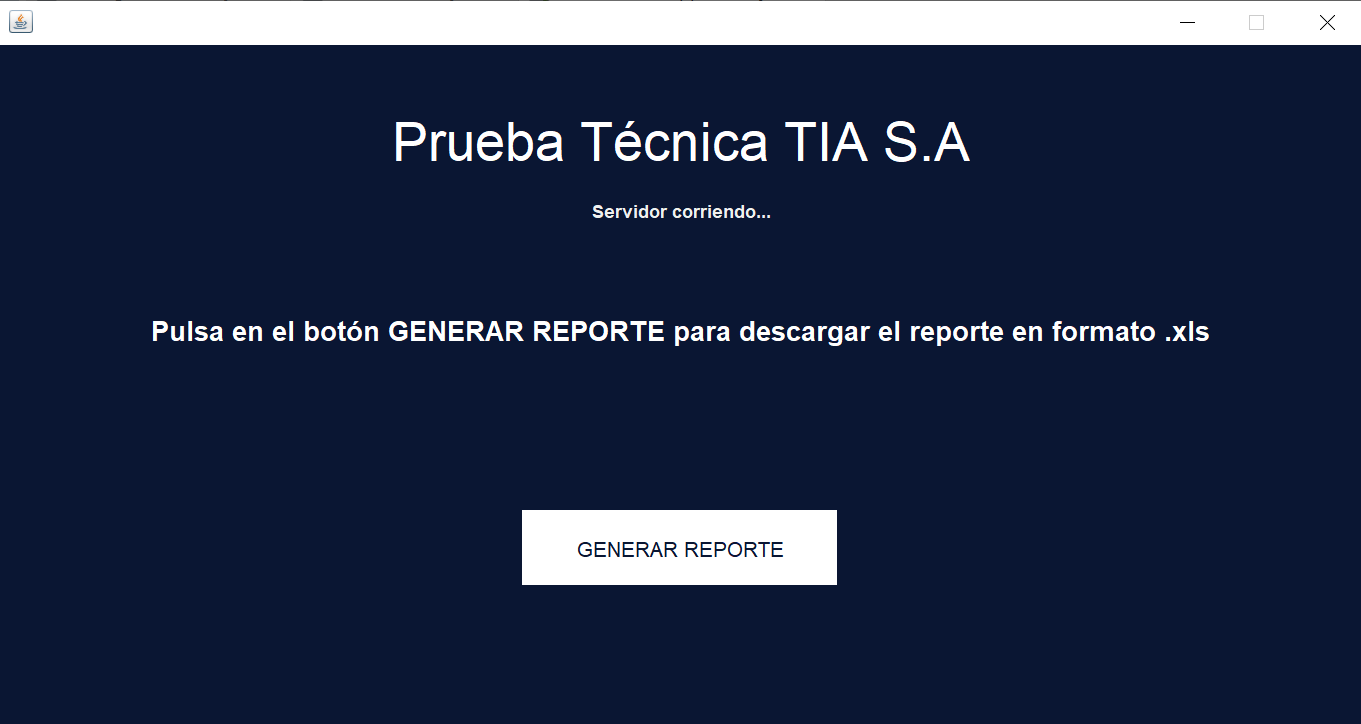 Prueba Técnica TIA S.A
Servidor corriendo...
Pulsa en el botón GENERAR REPORTE para descargar el reporte en formato .xls
GENERAR REPORTE